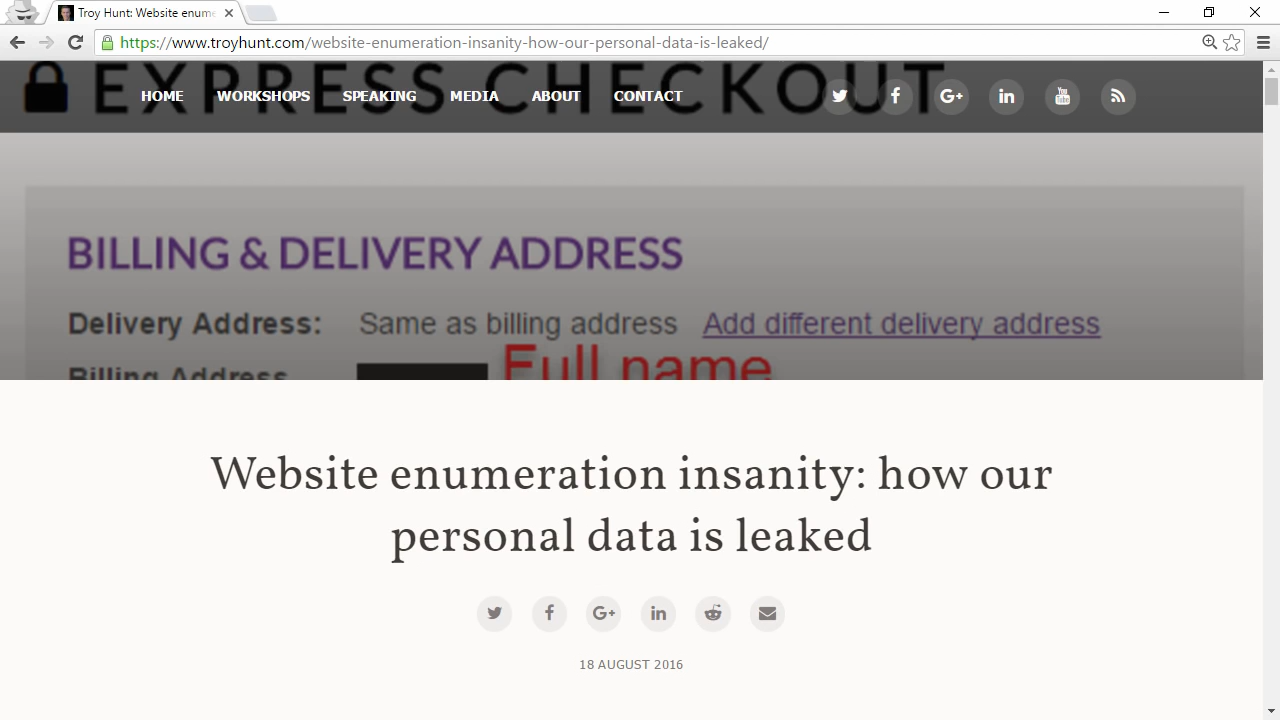 Troy Hunt: Website enume
https://www.troyhunt.com/website-enumeration-insanity-how-our-personal-data-is-leaked/
EXPRESS CHECKOUT
HOME WORKSHOPS SPEAKING MEDIA ABOUT CONTACT
BILLING & DELIVERY ADDRESS
Delivery Address: Same as billing address Add different delivery address
Billing Address Full name
Website enumeration insanity: how our
personal data is leaked
18 AUGUST 2016